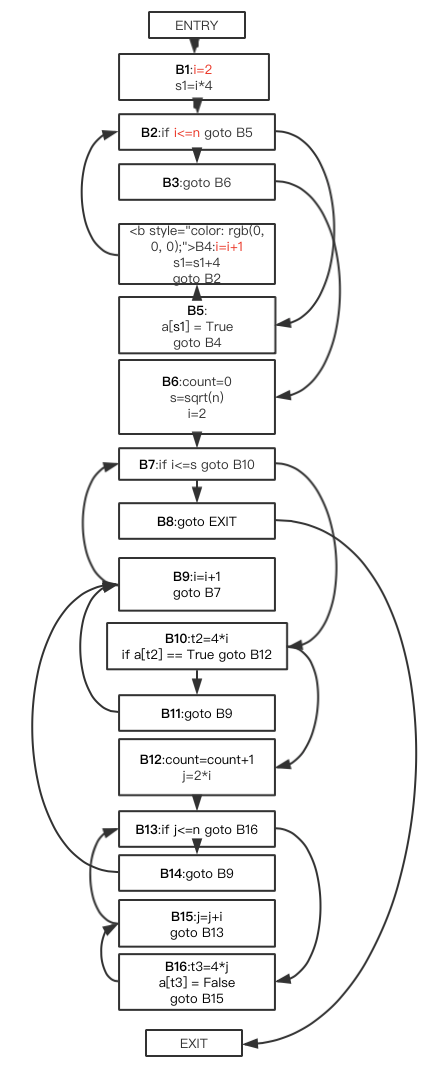 ENTRY
B1:i=2
s1=i*4
B2:if i<=n goto B5
B3:goto B6
<b style="color: rgb(0,
0, 0);">B4:i=i+1
s1=s1+4
goto B2
B5:
a[s1] = True
goto B4
B6:count=0
s=sqrt(n)
i=2
B7:if i<=s goto B10
B8:goto EXIT
B9:i=i+1
goto B7
B10:t2=4*i
if a[t2] == True goto B12
B11:goto B9
B12:count=count+1
j=2*i
B13:if j<=n goto B16
B14:goto B9
B15:j=j+i
goto B13
B16:t3=4*j
a[t3] = False
goto B15
EXIT